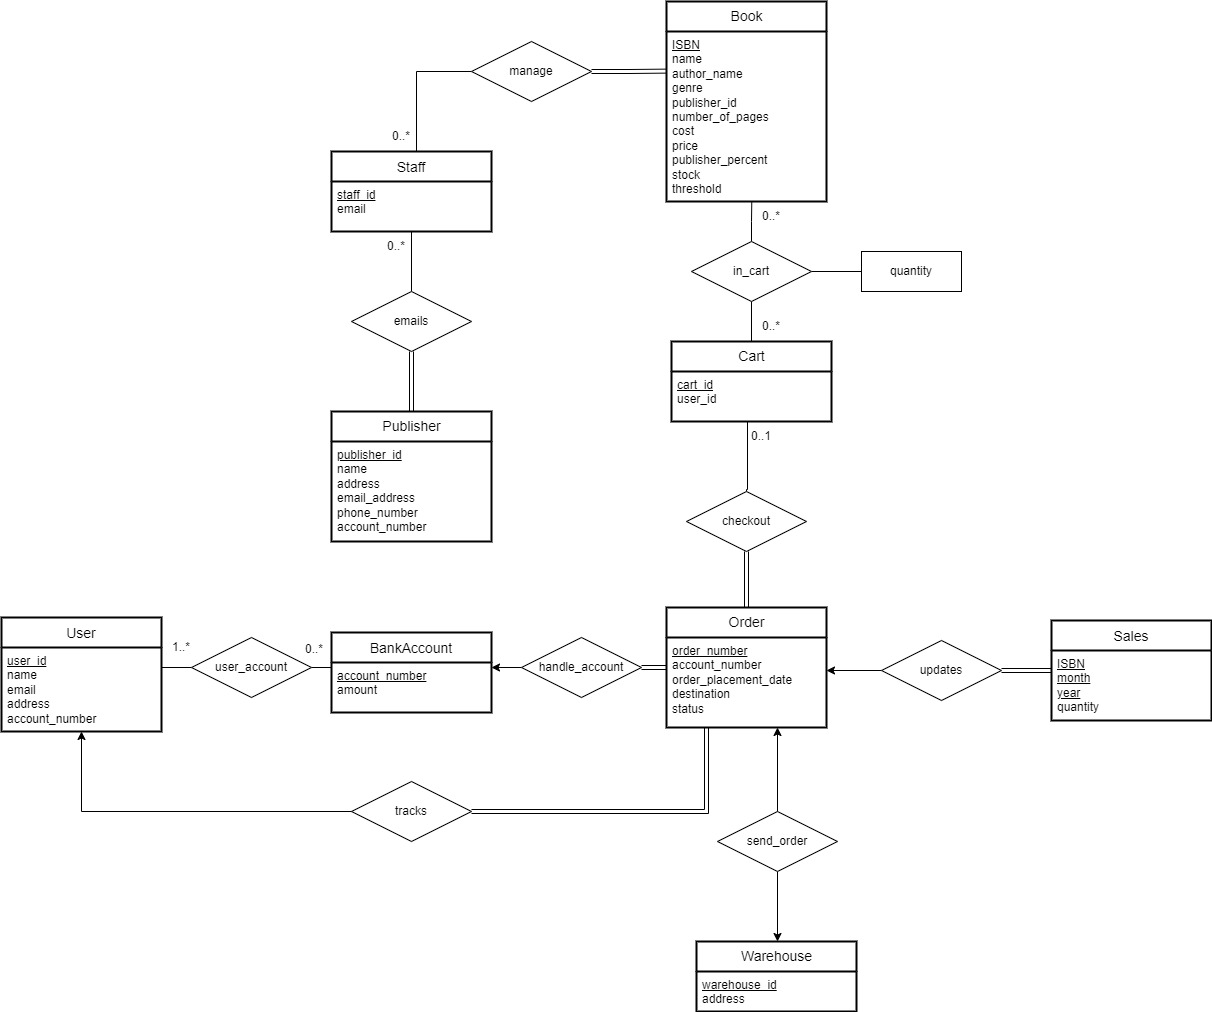 Book
ISBN
name
author_name
genre
publisher_id
number_of_pages
cost
price
publisher_percent
stock
threshold
manage
0..*
Staff
staff_id
email
0..*
emails
Publisher
publisher_id
name
address
email_address
phone_number
account_number
0..*
in_cart
quantity
0..*
Cart
cart_id
user_id
0..1
checkout
User
user_id
name
email
address
account_number
1..*
user_account
0..*
BankAccount
account_number
amount
handle_account
Order
order_number
account_number
order_placement_date
destination
status
updates
Sales
ISBN
month
year
quantity
tracks
send_order
Warehouse
warehouse_id
address